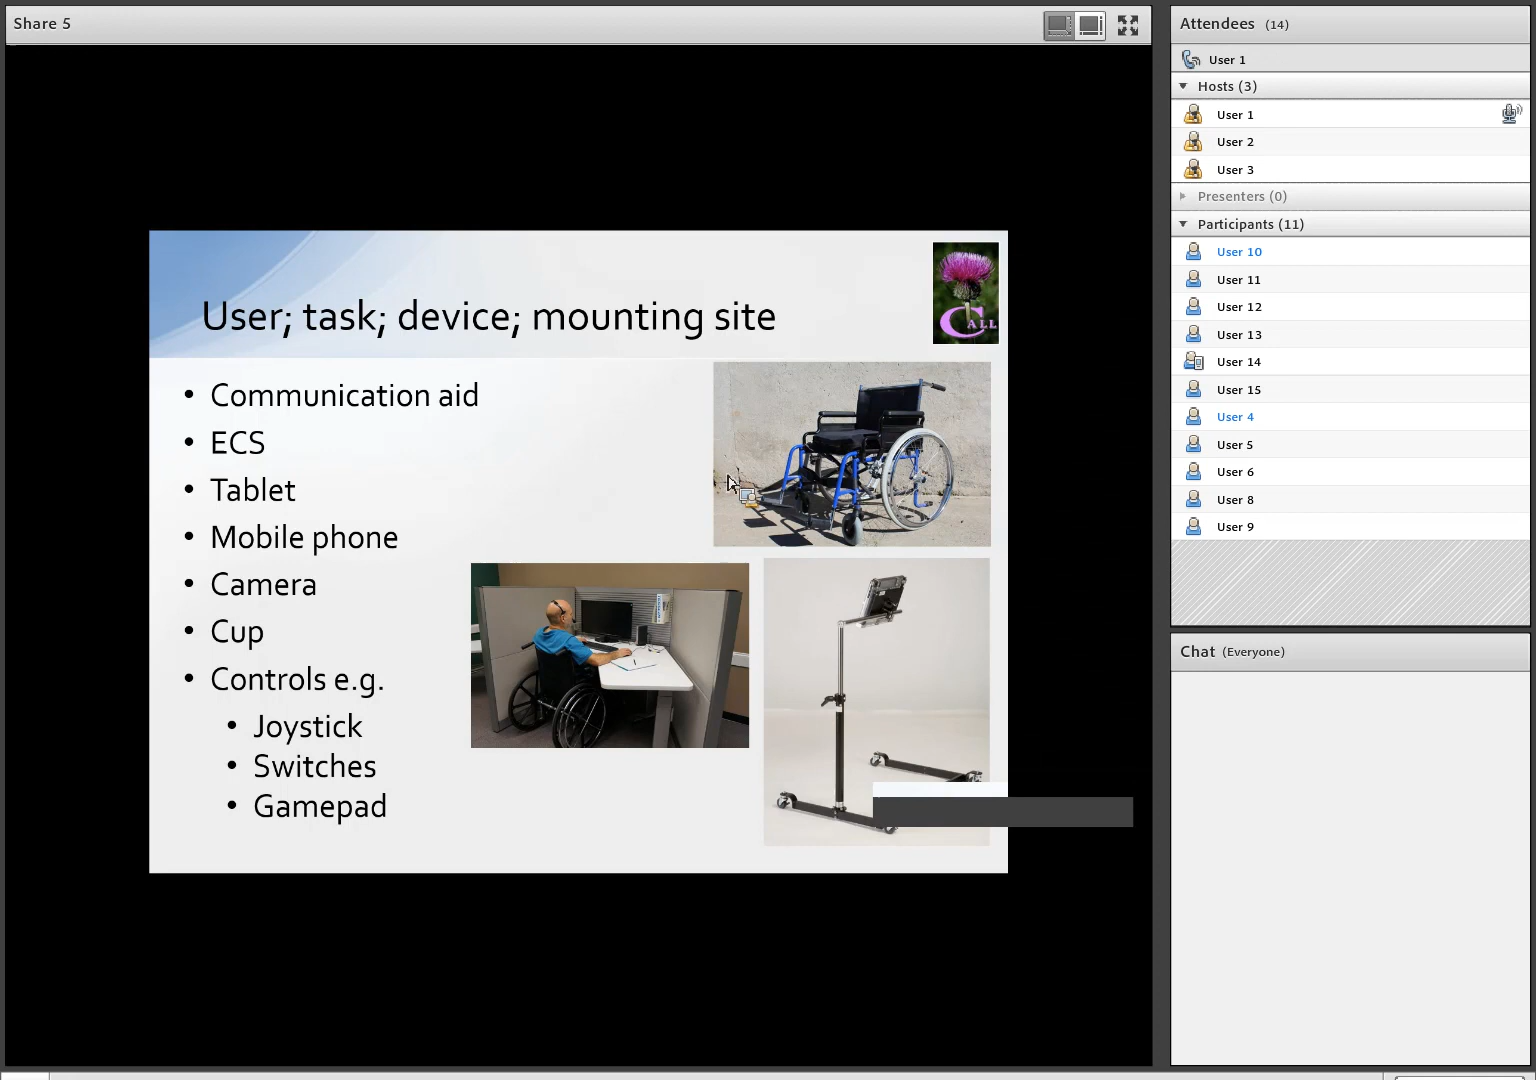 Share 5
User; task; device; mounting site
CALL
• Communication aid
• ECS
• Tablet
• Mobile phone
• Camera
• Cup
• Controls e.g.
• Joystick
• Switches
• Gamepad
Attendees (14)
User 1
Hosts (3)
User 1
User 2
User 3
Presenters (0)
Participants (11)
User 10
User 11
User 12
User 13
User 14
User 15
User 4
User 5
User 6
User 8
User 9
Chat (Everyone)